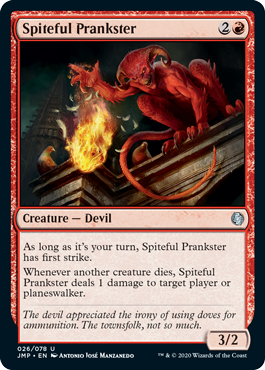 Spiteful Prankster 2
Creature — Devil
As long as it's your turn, Spiteful Prankster
has first strike.
Whenever another creature dies, Spiteful
Prankster deals 1 damage to target player or
planeswalker.
The devil appreciated the irony of using doves for
ammunition. The townsfolk, not so much.
3/2
026/078 U
JMP • EN Antonio José Manzanedo
™ & © 2020 Wizards of the Coast